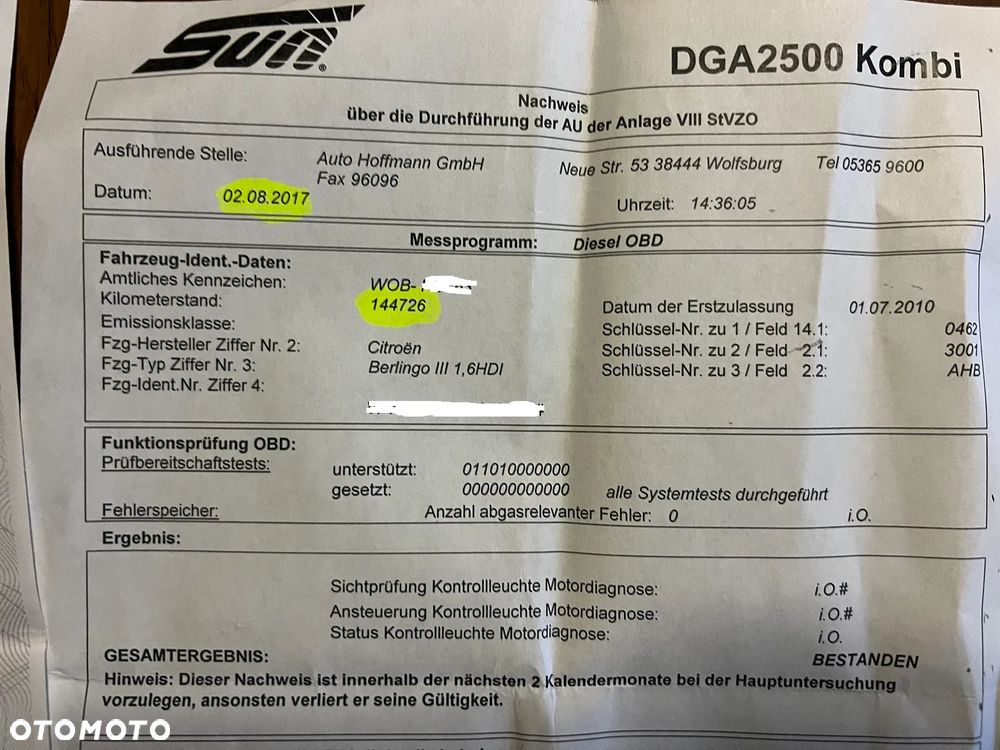 Sun®
DGA2500 Kombi
Nachweis
über die Durchführung der AU der Anlage VIII StVZO
Ausführende Stelle: Auto Hoffmann GmbH Neue Str. 53 38444 Wolfsburg Tel 05365 9600
Fax 96096
Datum: 02.08.2017 Uhrzeit: 14:36:05
Messprogramm: Diesel OBD
Fahrzeug-Ident.-Daten:
Amtliches Kennzeichen: WOB-
Kilometerstand: 144726 Datum der Erstzulassung 01.07.2010
Emissionsklasse: Schlüssel-Nr. zu 1 / Feld 14.1: 0462
Fzg-Hersteller Ziffer Nr. 2: Citroën Schlüssel-Nr. zu 2 / Feld 2.1: 3001
Fzg-Typ Ziffer Nr. 3: Berlingo III 1,6HDI Schlüssel-Nr. zu 3 / Feld 2.2: AHB
Fzg-Ident.Nr. Ziffer 4:
Funktionsprüfung OBD:
Prüfbereitschaftstests: unterstützt: 011010000000
gesetzt: 000000000000 alle Systemtests durchgeführt
Fehlerspeicher: Anzahl abgasrelevanter Fehler: 0 i.O.
Ergebnis:
Sichtprüfung Kontrollleuchte Motordiagnose: i.O.#
Ansteuerung Kontrollleuchte Motordiagnose: i.O.#
Status Kontrollleuchte Motordiagnose: i.O.
GESAMTERGEBNIS: BESTANDEN
Hinweis: Dieser Nachweis ist innerhalb der nächsten 2 Kalendermonate bei der Hauptuntersuchung
vorzulegen, ansonsten verliert er seine Gültigkeit.
OTOMOTO